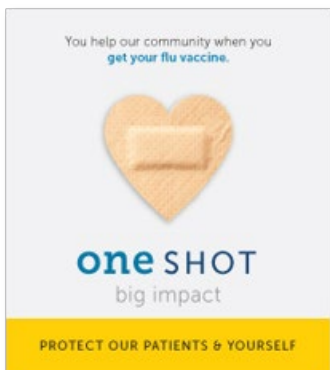 You help our community when you
get your flu vaccine.
one SHOT
big impact
PROTECT OUR PATIENTS & YOURSELF